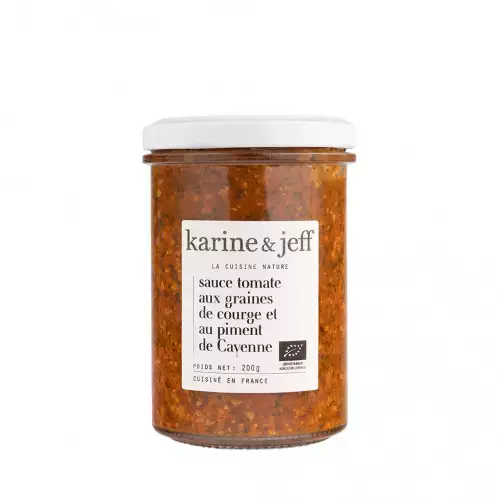 karine & jeff
LA CUISINE NATURE
sauce tomate
aux graines
de courge et
au piment
de Cayenne
POIDS NET: 200g
CUISINÉ EN FRANCE